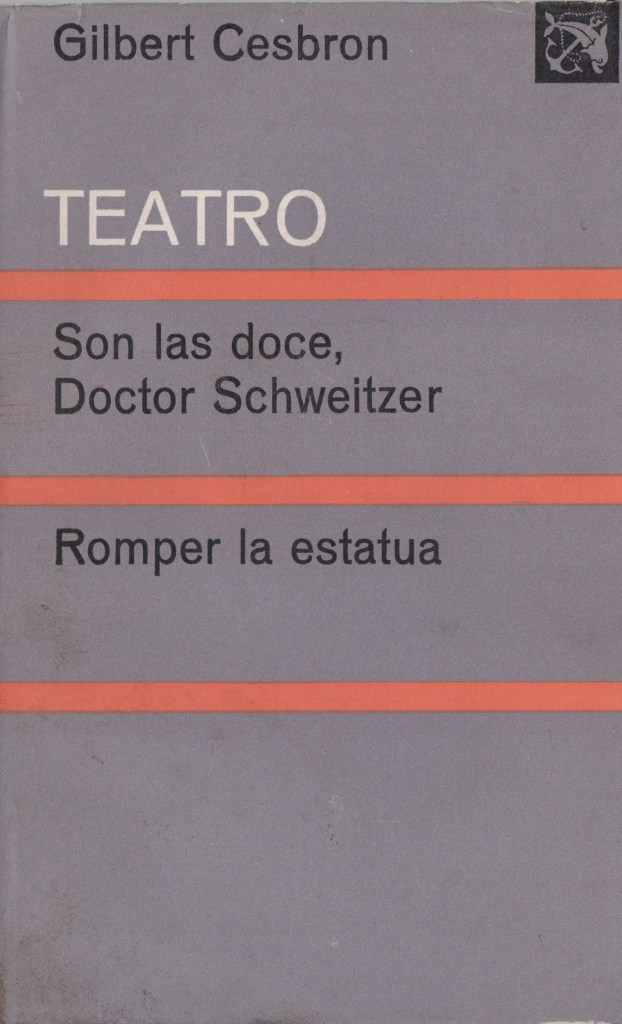 Gilbert Cesbron
TEATRO
Son las doce,
Doctor Schweitzer
Romper la estatua